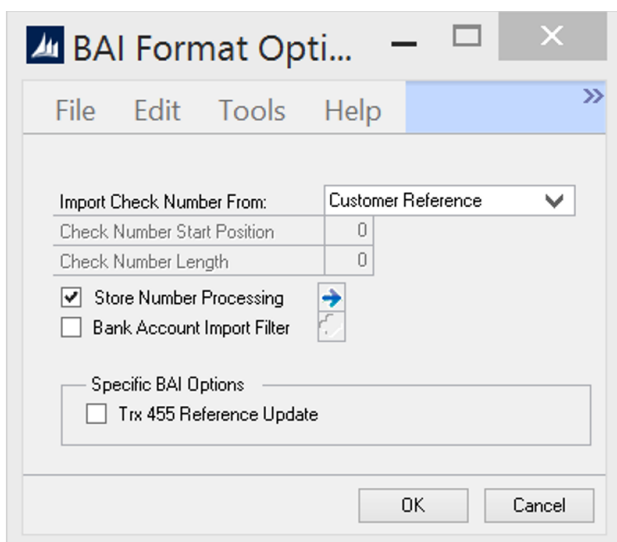 BAI Format Opti...
File Edit Tools Help
Import Check Number From: Customer Reference
Check Number Start Position 0
Check Number Length 0
Store Number Processing
Bank Account Import Filter
Specific BAI Options
Trx 455 Reference Update
OK Cancel